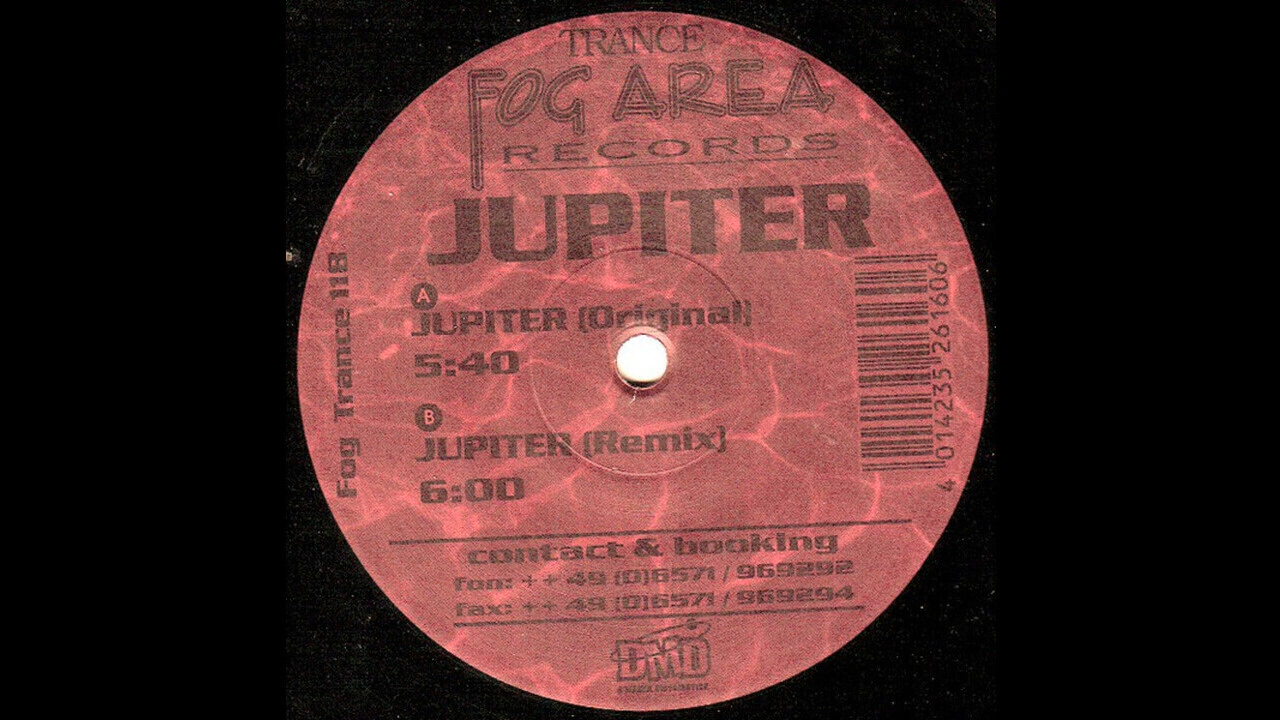 TRANCE
FOG AREA
RECORDS
JUPITER
A
JUPITER (Original)
5:40
B
JUPITER (Remix)
6:00
Fog Trance 118
4 014235 261606
contact & booking
fon: ++ 49 (0)6571 / 969292
fax: ++ 49 (0)6571 / 969294
DMD